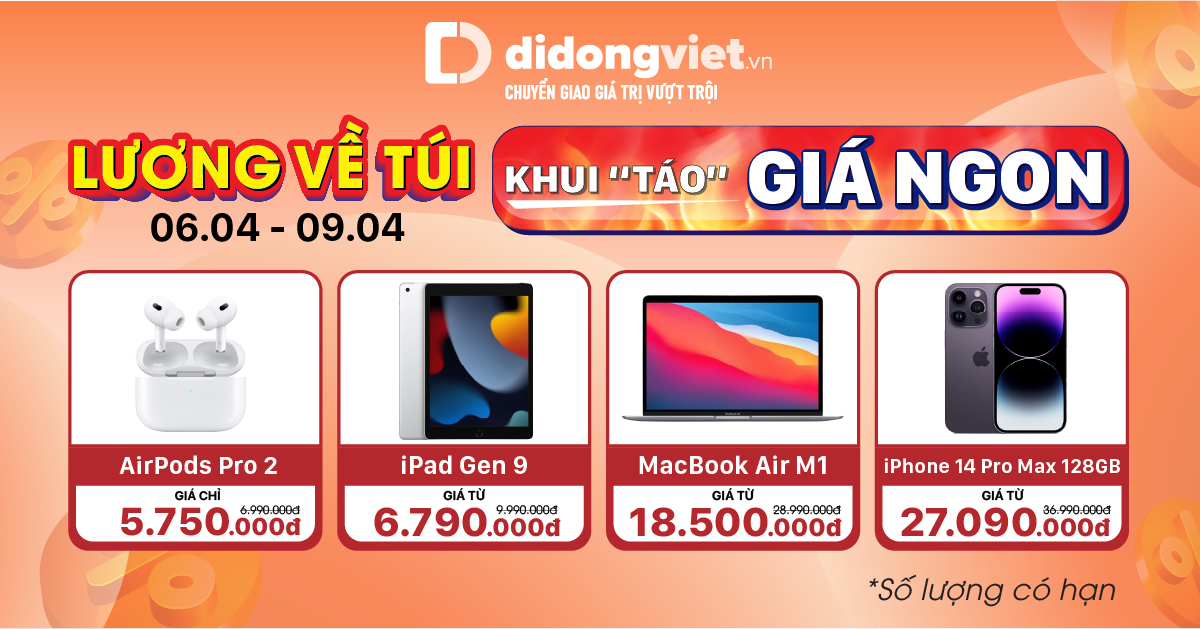 didongviet.vn
CHUYỂN GIAO GIÁ TRỊ VƯỢT TRỘI
LƯƠNG VỀ TÚI
06.04 - 09.04
KHUI "TÁO" GIÁ NGON
AirPods Pro 2
GIÁ CHỈ
6.990.000đ
5.750.000đ
iPad Gen 9
GIÁ TỪ
9.990.000đ
6.790.000đ
MacBook Air M1
GIÁ TỪ
28.990.000đ
18.500.000đ
iPhone 14 Pro Max 128GB
GIÁ TỪ
36.990.000đ
27.090.000đ
*Số lượng có hạn